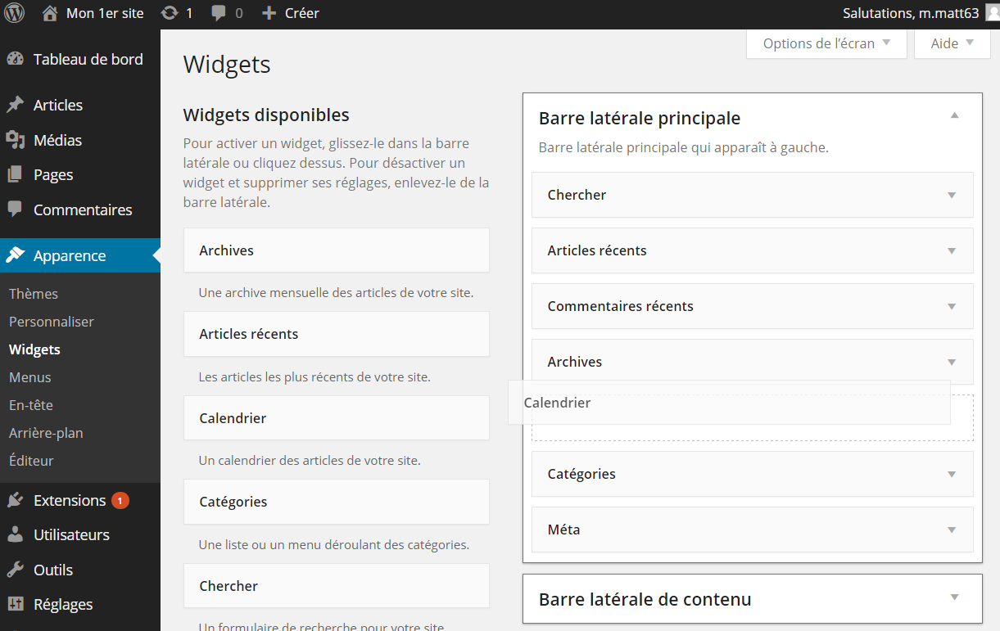 Mon 1er site 1 0 Créer Salutations, m.matt63
Tableau de bord
Articles
Médias
Pages
Commentaires
Apparence
Thèmes
Personnaliser
Widgets
Menus
En-tête
Arrière-plan
Éditeur
Extensions 1
Utilisateurs
Outils
Réglages
Options de l'écran
Aide
Widgets
Widgets disponibles
Pour activer un widget, glissez-le dans la barre
latérale ou cliquez dessus. Pour désactiver un
widget et supprimer ses réglages, enlevez-le de la
barre latérale.
Archives
Une archive mensuelle des articles de votre site.
Articles récents
Les articles les plus récents de votre site.
Calendrier
Un calendrier des articles de votre site.
Catégories
Une liste ou un menu déroulant des catégories.
Chercher
Un formulaire de recherche pour votre site
Barre latérale principale
Barre latérale principale qui apparaît à gauche.
Chercher
Articles récents
Commentaires récents
Archives
Calendrier
Catégories
Méta
Barre latérale de contenu